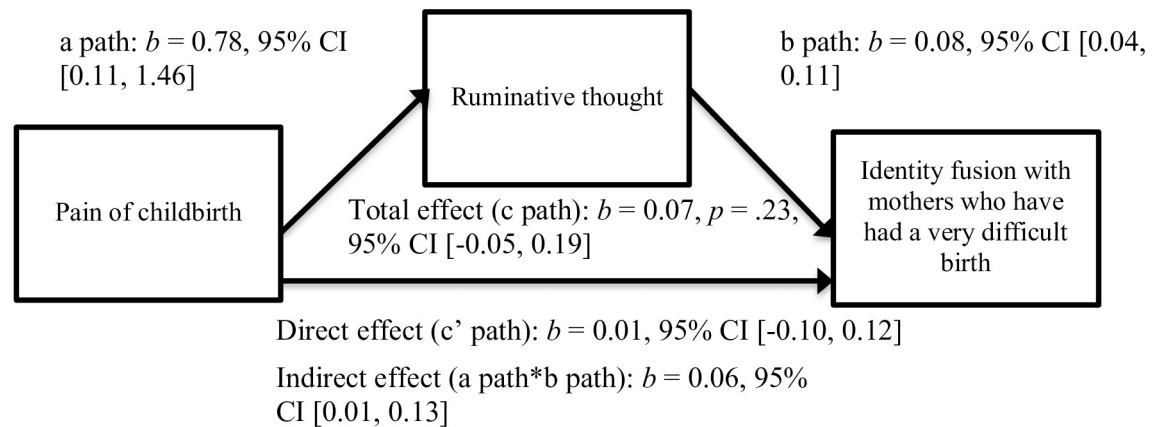 a path: b = 0.78, 95% CI
[0.11, 1.46]
Ruminative thought
b path: b = 0.08, 95% CI [0.04,
0.11]
Pain of childbirth
Identity fusion with
mothers who have
had a very difficult
birth
Total effect (c path): b = 0.07, p = .23,
95% CI [-0.05, 0.19]
Direct effect (c’ path): b = 0.01, 95% CI [-0.10, 0.12]
Indirect effect (a path*b path): b = 0.06, 95%
CI [0.01, 0.13]